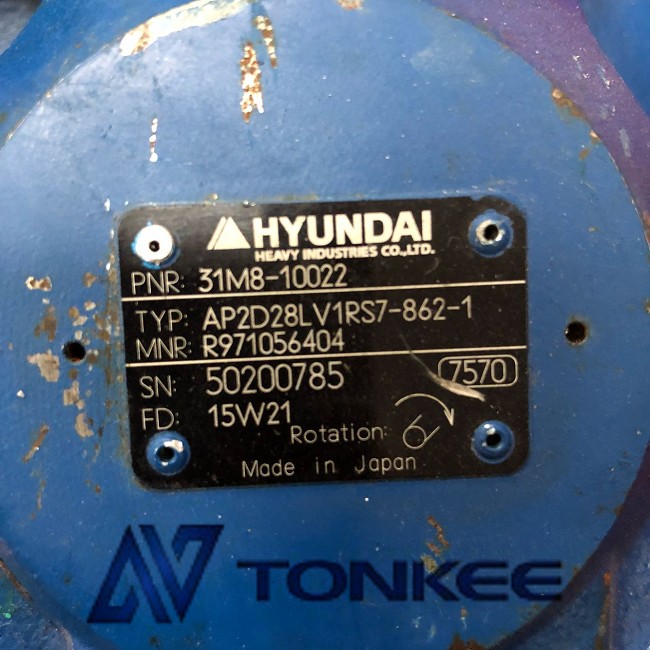 HYUNDAI
HEAVY INDUSTRIES CO.,LTD.
PNR: 31M8-10022
TYP: AP2D28LV1RS7-862-1
MNR: R971056404
SN: 50200785 7570
FD: 15W21
Rotation:
Made in Japan
TONKEE